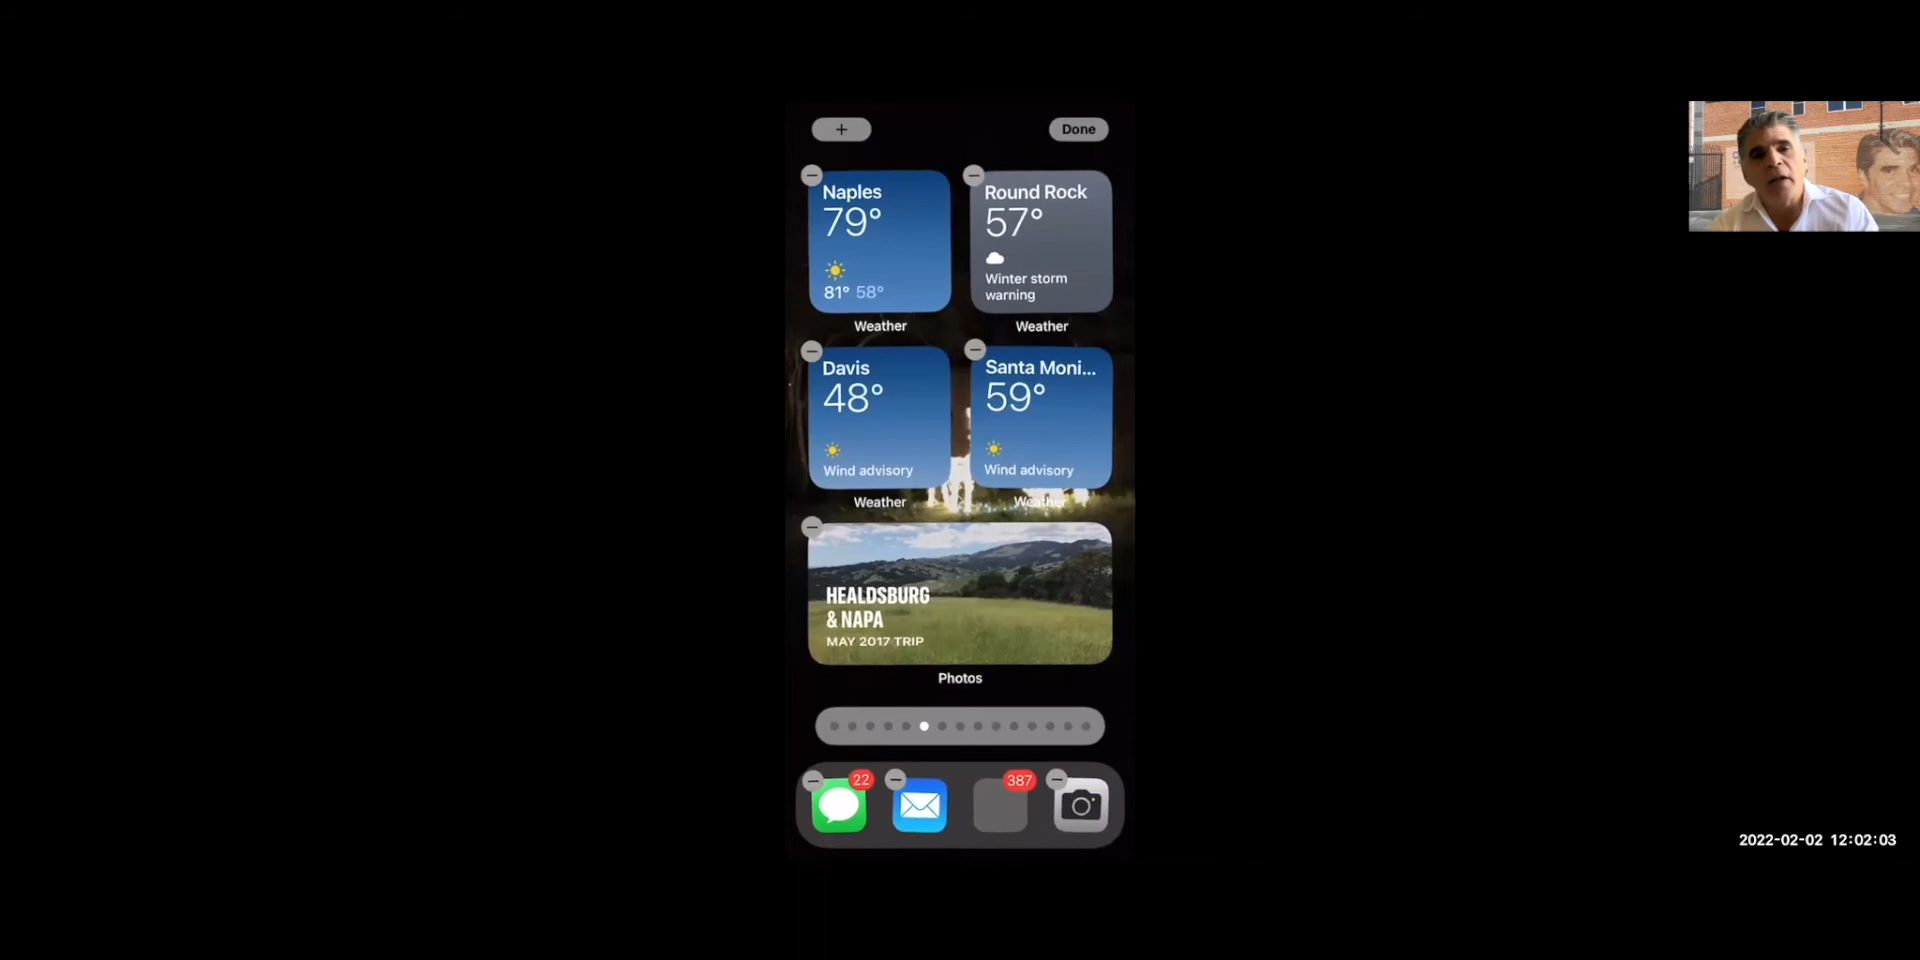 +
Done
Naples
79°
81° 58°
Weather
Round Rock
57°
Winter storm
warning
Weather
Davis
48°
Wind advisory
Weather
Santa Moni...
59°
Wind advisory
Weather
HEALDSBURG
& NAPA
MAY 2017 TRIP
Photos
22
387
2022-02-02 12:02:03